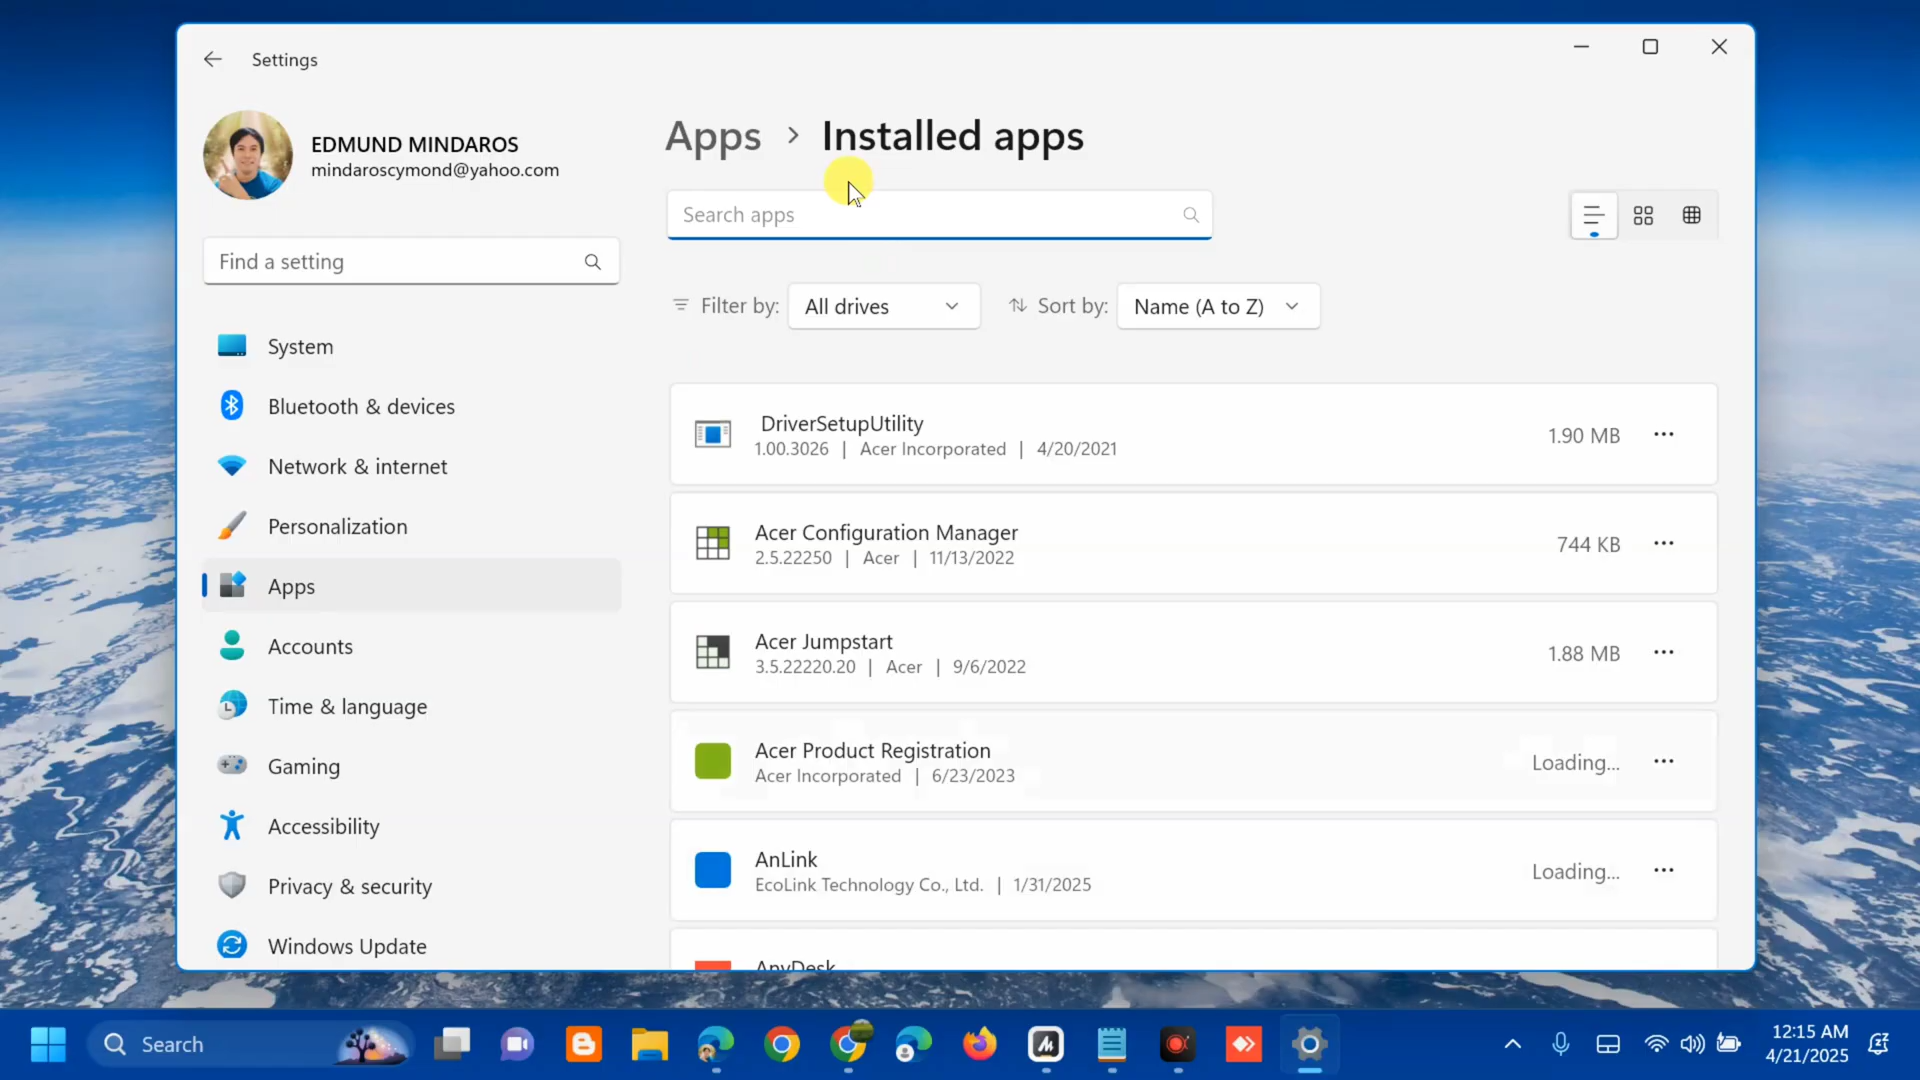 Settings
EDMUND MINDAROS
mindaroscymond@yahoo.com
Find a setting
System
Bluetooth & devices
Network & internet
Personalization
Apps
Accounts
Time & language
Gaming
Accessibility
Privacy & security
Windows Update
Apps > Installed apps
Search apps
Filter by: All drives Sort by: Name (A to Z)
DriverSetupUtility
1.00.3026 | Acer Incorporated | 4/20/2021
1.90 MB
Acer Configuration Manager
2.5.22250 | Acer | 11/13/2022
744 KB
Acer Jumpstart
3.5.22220.20 | Acer | 9/6/2022
1.88 MB
Acer Product Registration
Acer Incorporated | 6/23/2023
Loading...
AnLink
EcoLink Technology Co., Ltd. | 1/31/2025
Loading...
AnyDesk
Search
12:15 AM
4/21/2025